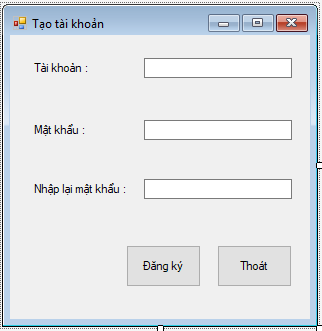 Tạo tài khoản
Tài khoản :
Mật khẩu :
Nhập lại mật khẩu :
Đăng ký
Thoát